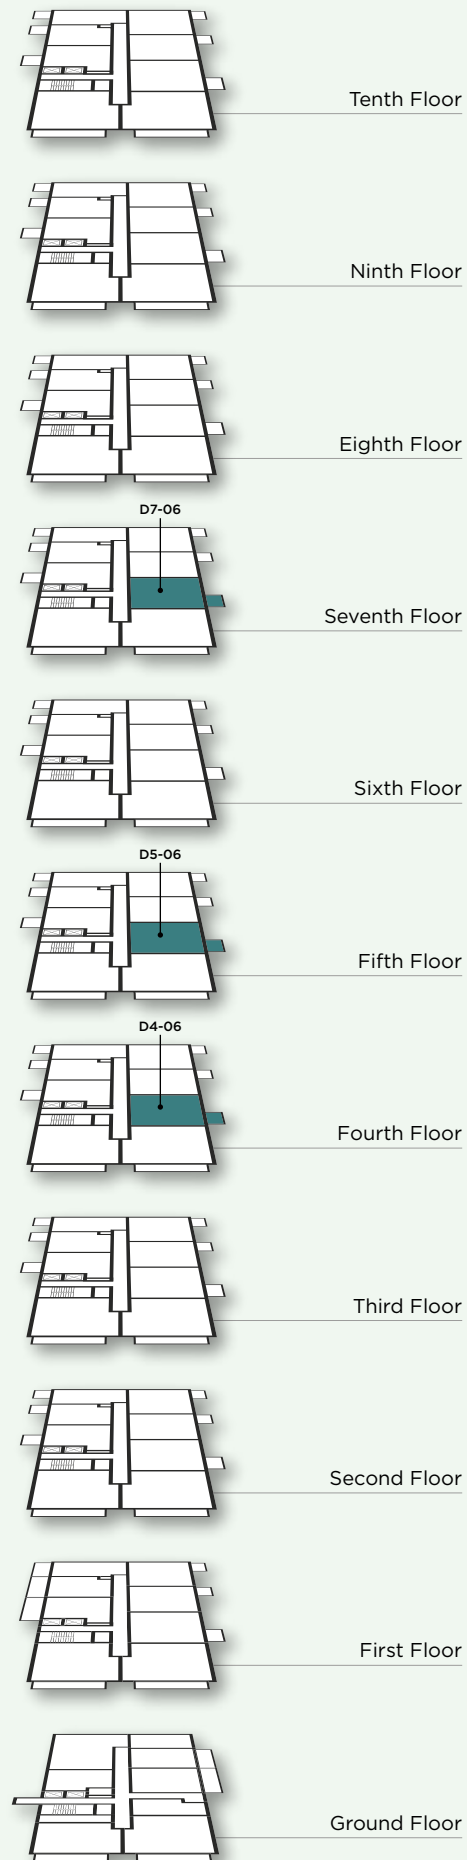 Tenth Floor
Ninth Floor
Eighth Floor
D7-06
Seventh Floor
Sixth Floor
D5-06
Fifth Floor
D4-06
Fourth Floor
Third Floor
Second Floor
First Floor
Ground Floor